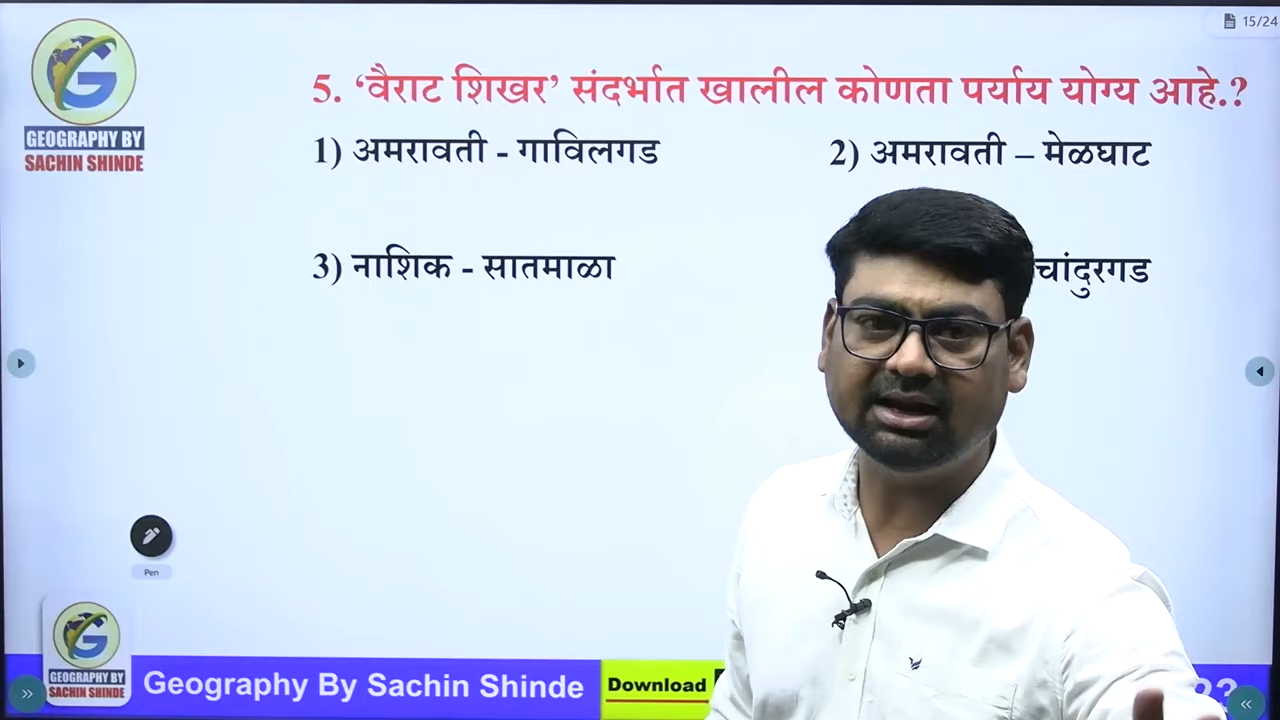 15/24
GEOGRAPHY BY
SACHIN SHINDE
5. ‘वैराट शिखर’ संदर्भात खालील कोणता पर्याय योग्य आहे.?
1) अमरावती - गाविलगड
2) अमरावती – मेळघाट
3) नाशिक - सातमाळा
चांदुरगड
Pen
GEOGRAPHY BY
SACHIN SHINDE
Geography By Sachin Shinde
Download